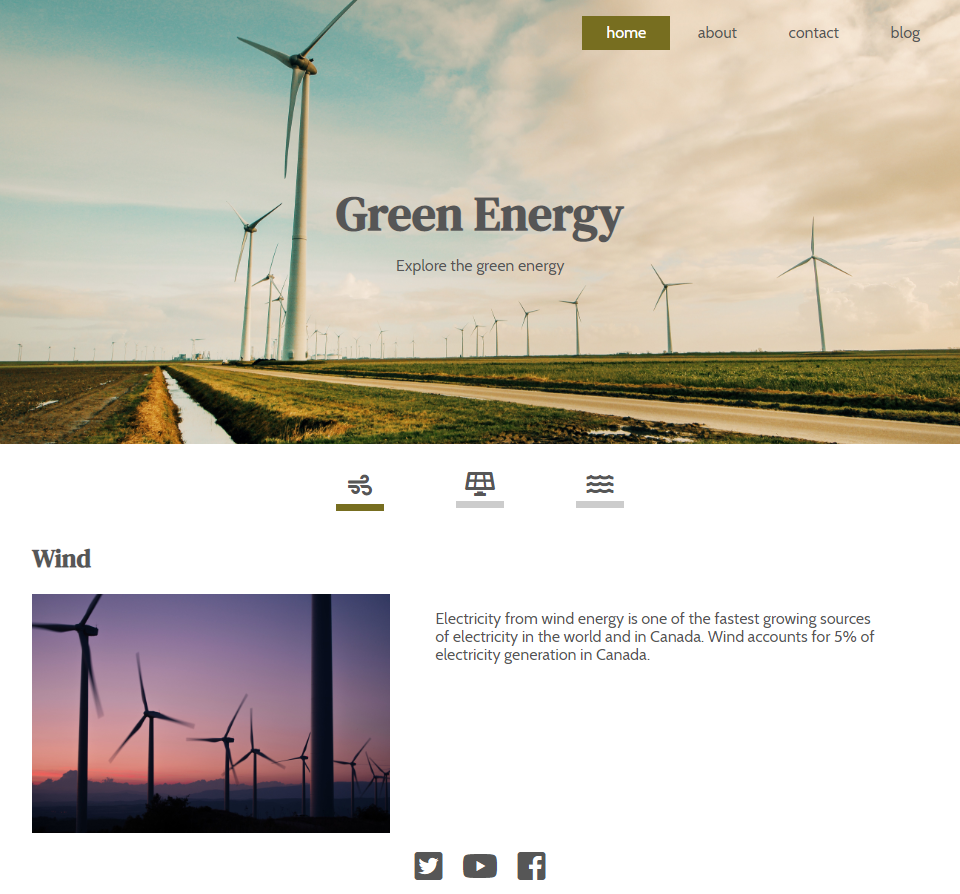 home about contact blog
Green Energy
Explore the green energy
Wind
Electricity from wind energy is one of the fastest growing sources
of electricity in the world and in Canada. Wind accounts for 5% of
electricity generation in Canada.